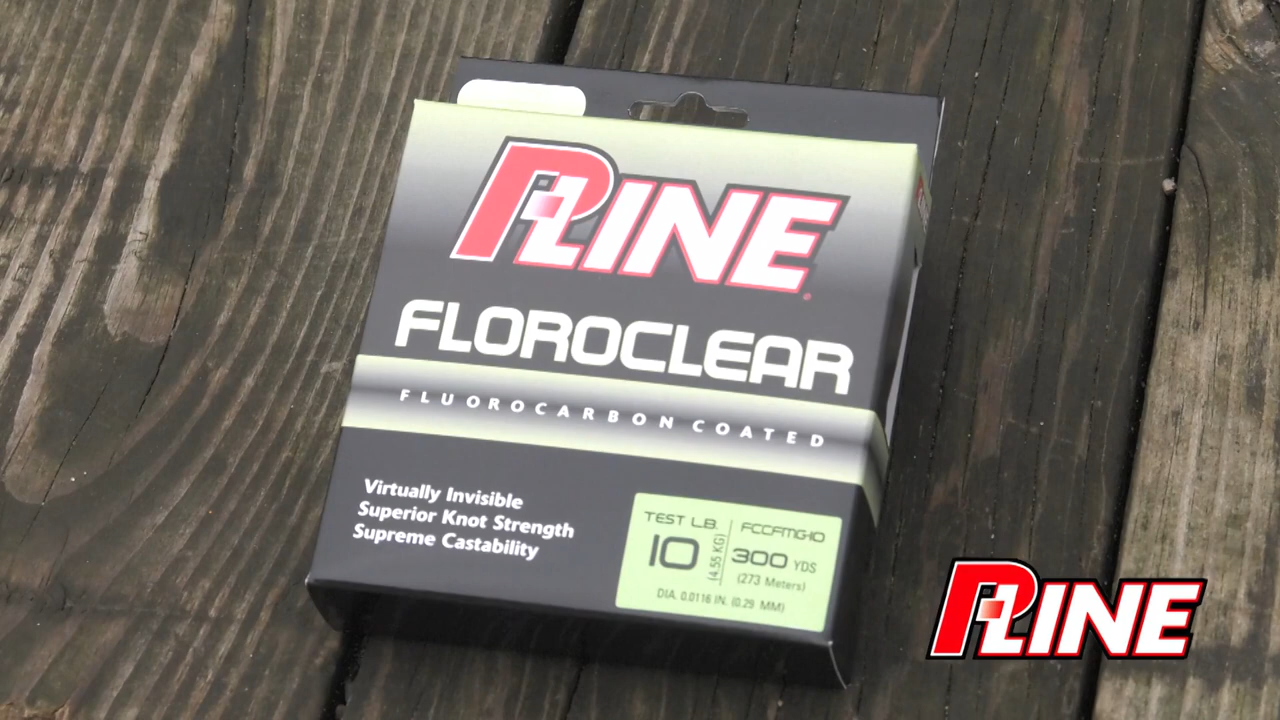 P-LINE
FLOROCLEAR
FLUOROCARBON COATED
Virtually Invisible
Superior Knot Strength
Supreme Castability
TEST LB.
10
(4.55 KG)
FCCFMG-10
300 YDS
(273 Meters)
DIA. 0.0116 IN. (0.29 MM)
P-LINE